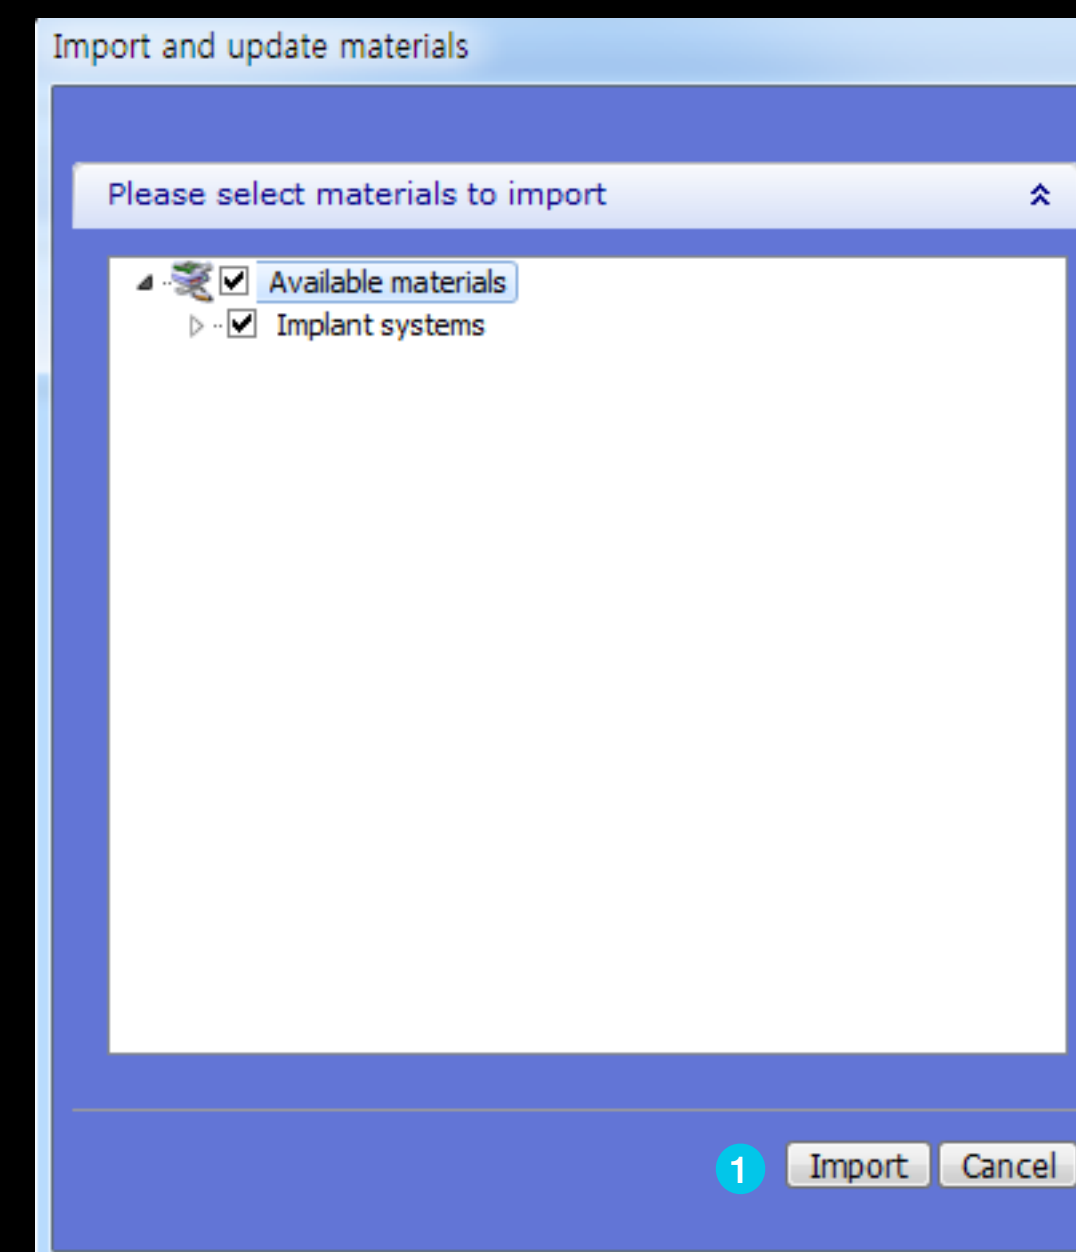 Import and update materials
Please select materials to import
Available materials
Implant systems
1 Import Cancel